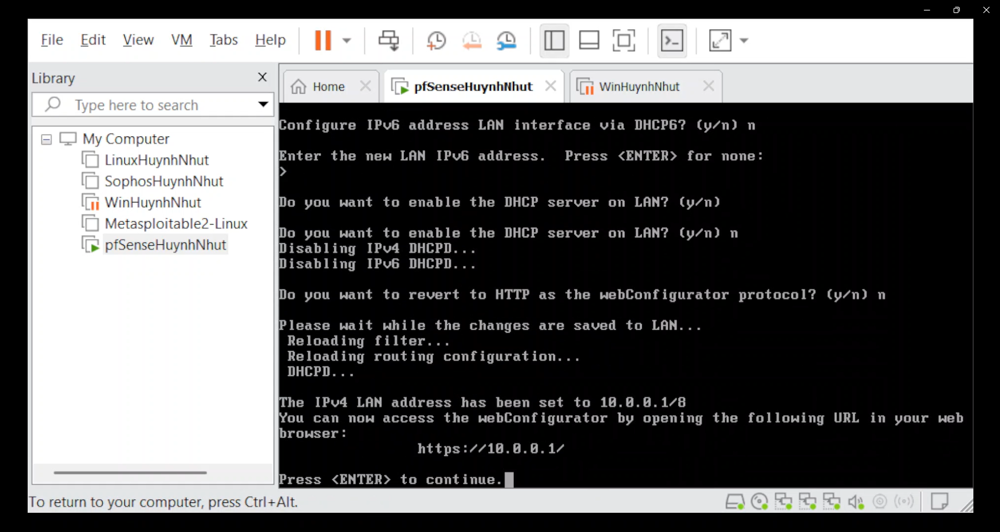 File Edit View VM Tabs Help
Library
Type here to search
My Computer
LinuxHuynhNhut
SophosHuynhNhut
WinHuynhNhut
Metasploitable2-Linux
pfSenseHuynhNhut
Home
pfSenseHuynhNhut
WinHuynhNhut
Configure IPv6 address LAN interface via DHCP6? (y/n) n
Enter the new LAN IPv6 address.  Press <ENTER> for none:
>
Do you want to enable the DHCP server on LAN? (y/n)
Do you want to enable the DHCP server on LAN? (y/n) n
Disabling IPv4 DHCPD...
Disabling IPv6 DHCPD...
Do you want to revert to HTTP as the webConfigurator protocol? (y/n) n
Please wait while the changes are saved to LAN...
Reloading filter...
Reloading routing configuration...
DHCPD...
The IPv4 LAN address has been set to 10.0.0.1/8
You can now access the webConfigurator by opening the following URL in your web
browser:
https://10.0.0.1/
Press <ENTER> to continue.
To return to your computer, press Ctrl+Alt.